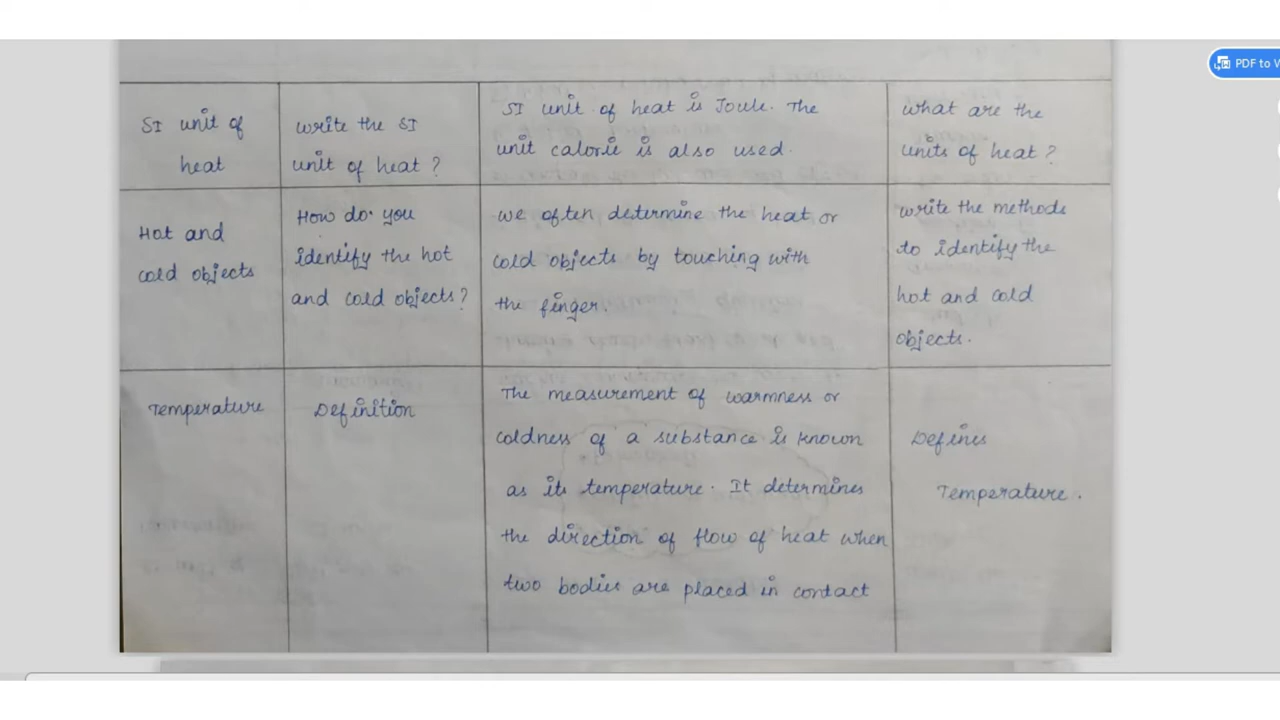 PDF to
SI unit of
heat
write the SI
unit of heat ?
SI unit of heat is Joule. The
unit calorie is also used.
what are the
units of heat ?
Hot and
cold objects
How do you
identify the hot
and cold objects?
we often determine the heat or
cold objects by touching with
the finger.
write the methods
to identify the
hot and cold
objects.
Temperature
Definition
The measurement of warmness or
coldness of a substance is known
as its temperature. It determines
the direction of flow of heat when
two bodies are placed in contact
Defines
Temperature.